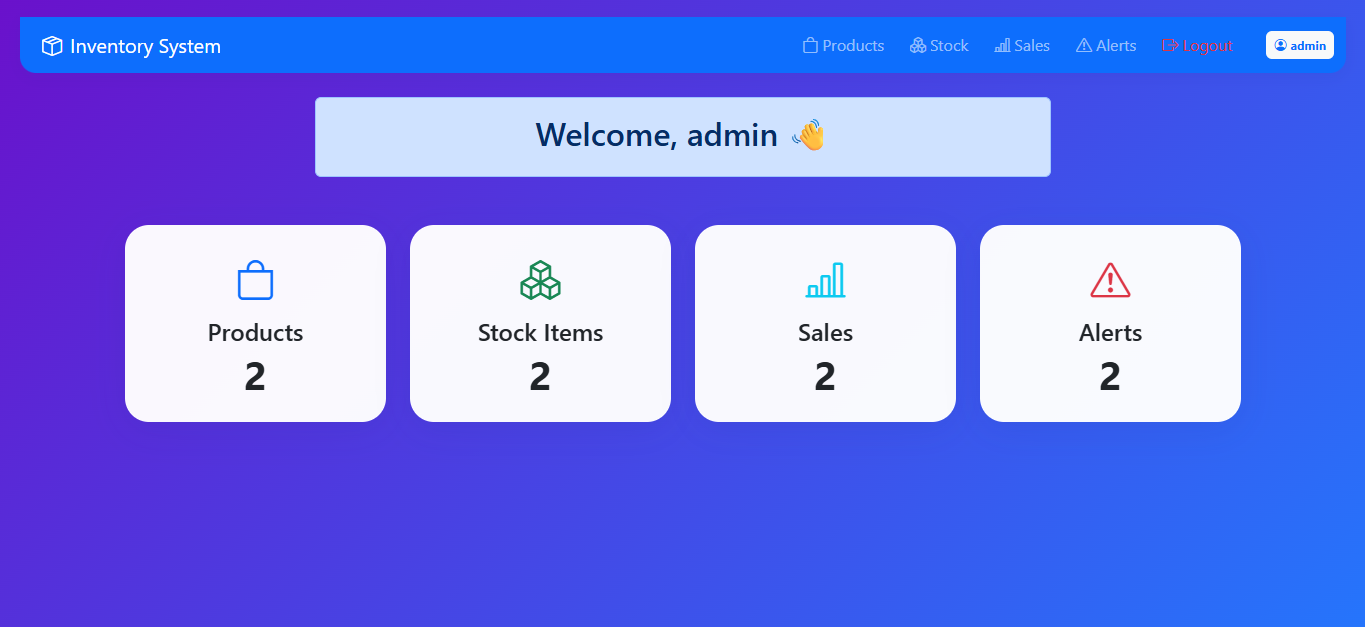 Inventory System
Products Stock Sales Alerts Logout admin
Welcome, admin 👋
Products
2
Stock Items
2
Sales
2
Alerts
2